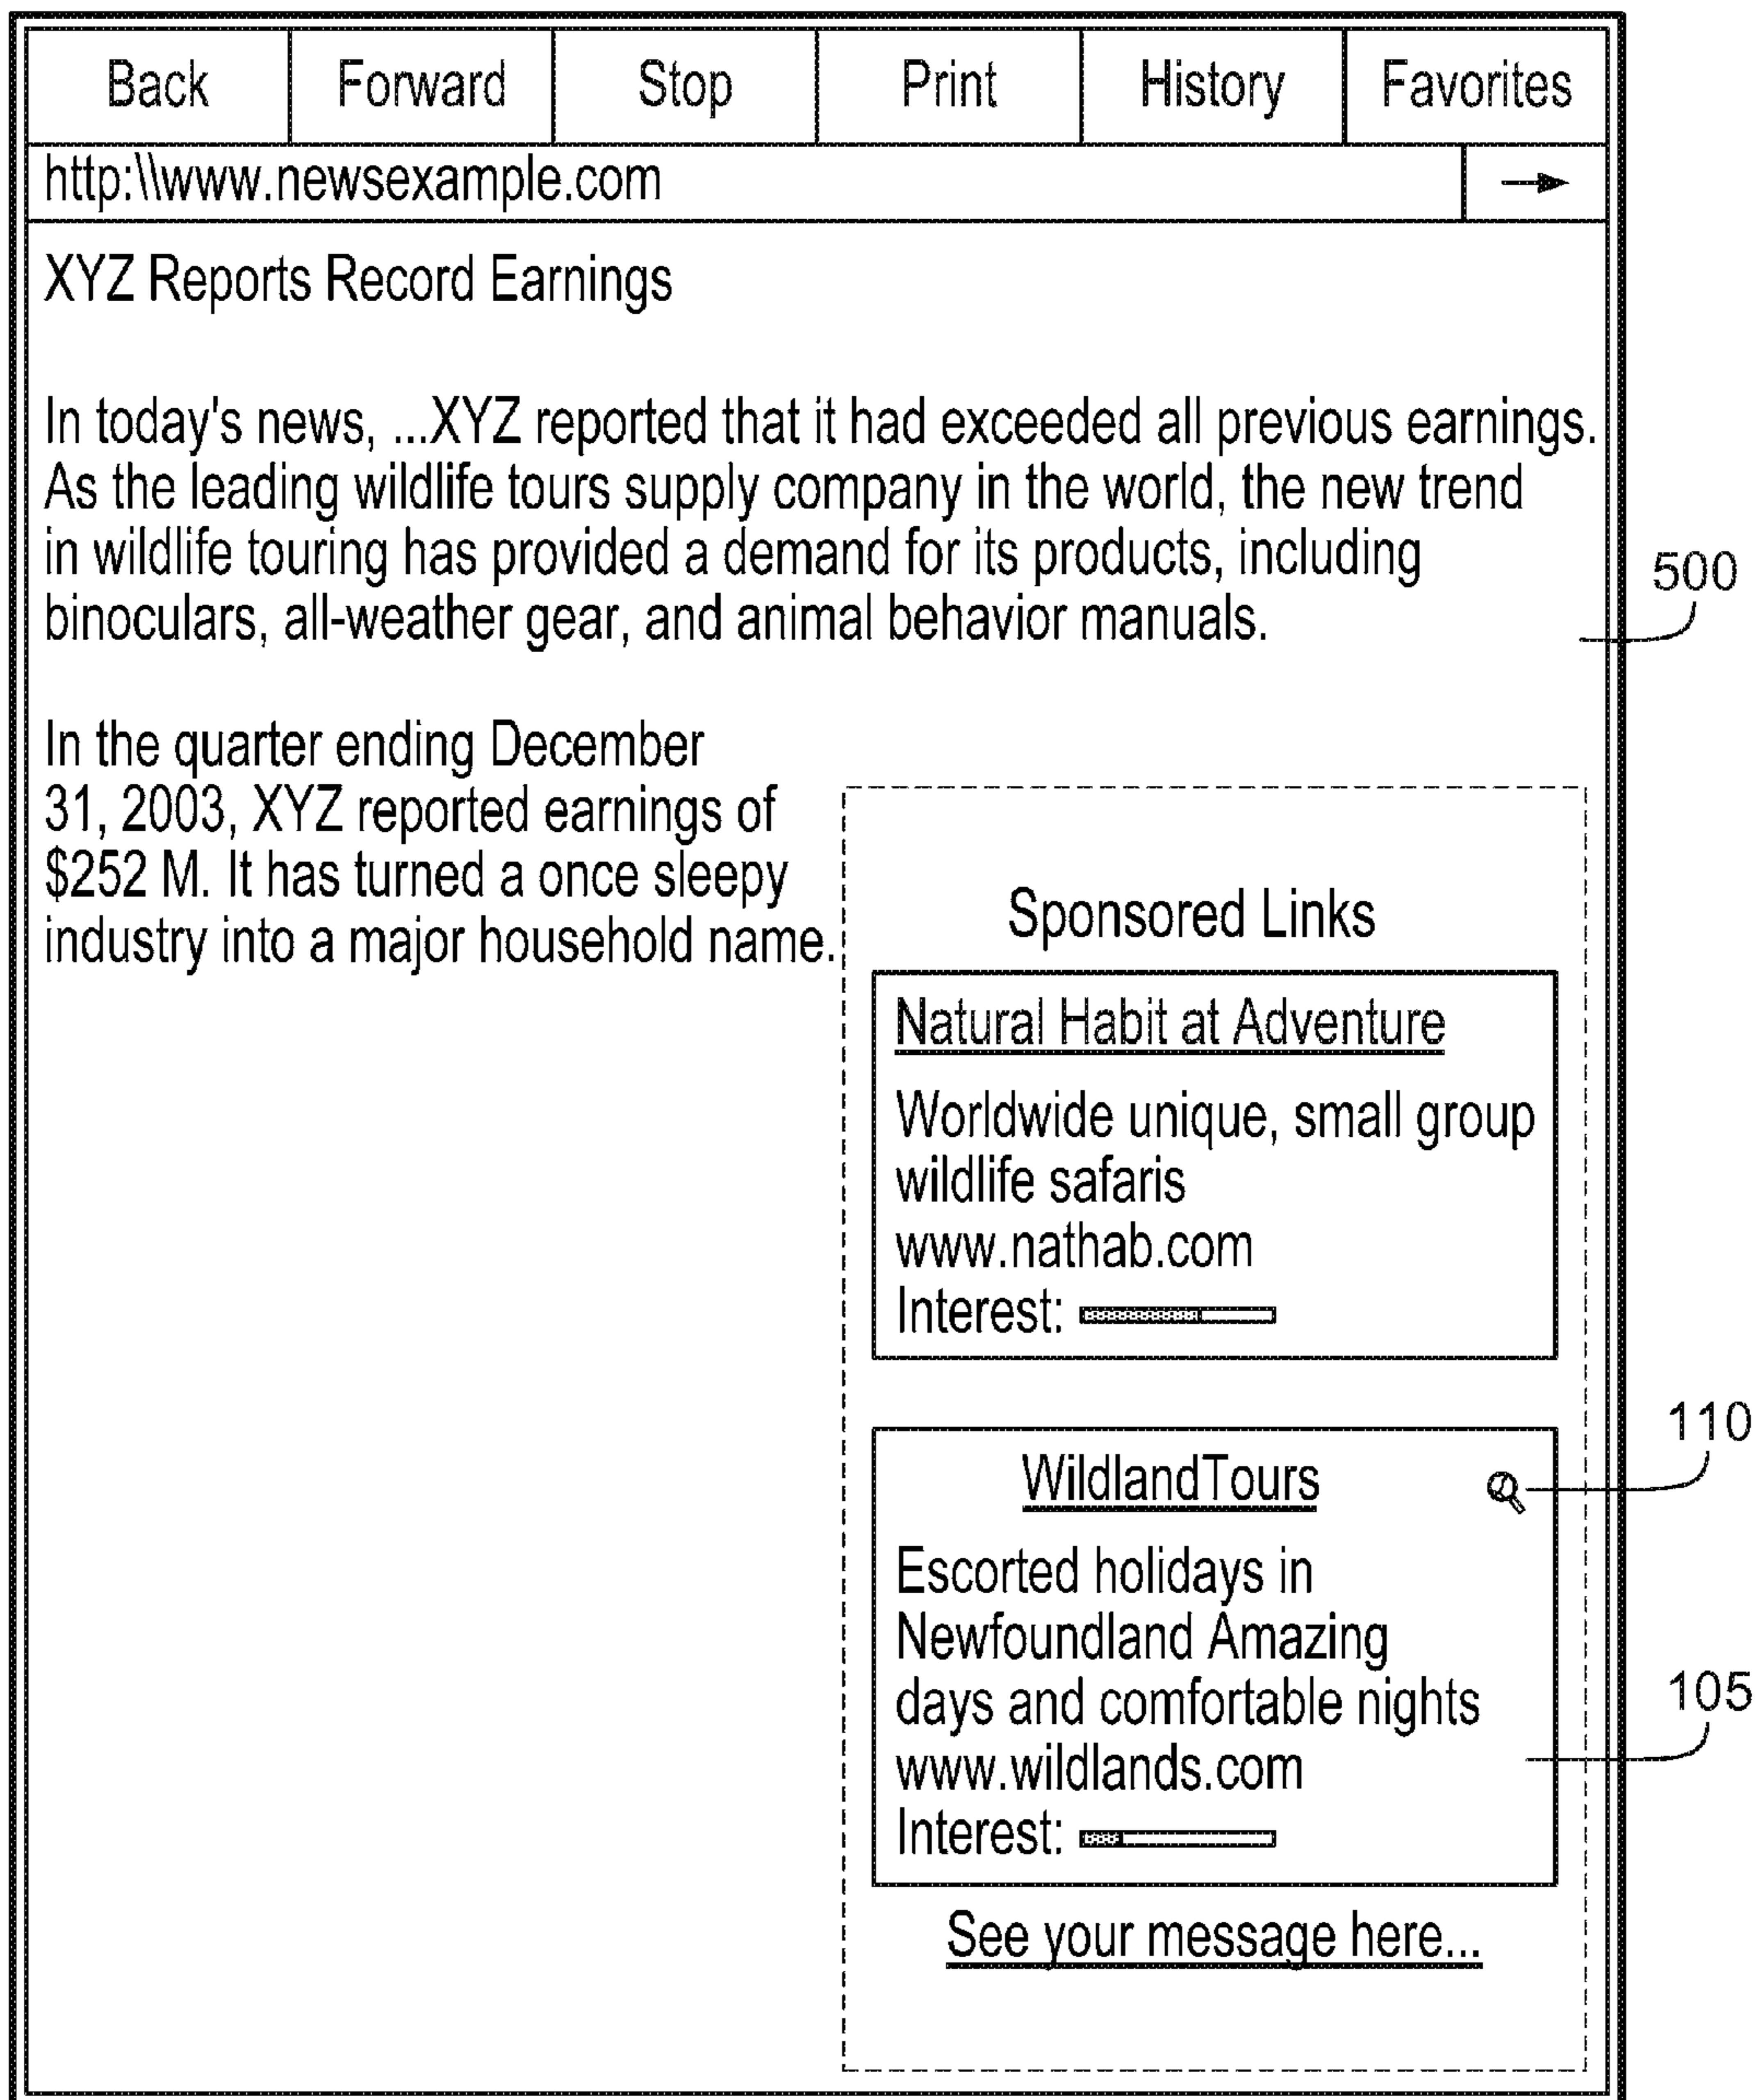 Back Forward Stop Print History Favorites
http:\\www.newsexample.com
XYZ Reports Record Earnings
In today's news, ...XYZ reported that it had exceeded all previous earnings.
As the leading wildlife tours supply company in the world, the new trend
in wildlife touring has provided a demand for its products, including
binoculars, all-weather gear, and animal behavior manuals.
500
In the quarter ending December
31, 2003, XYZ reported earnings of
$252 M. It has turned a once sleepy
industry into a major household name.
Sponsored Links
Natural Habit at Adventure
Worldwide unique, small group
wildlife safaris
www.nathab.com
Interest:
110
WildlandTours
Escorted holidays in
Newfoundland Amazing
days and comfortable nights
105
www.wildlands.com
Interest:
See your message here...